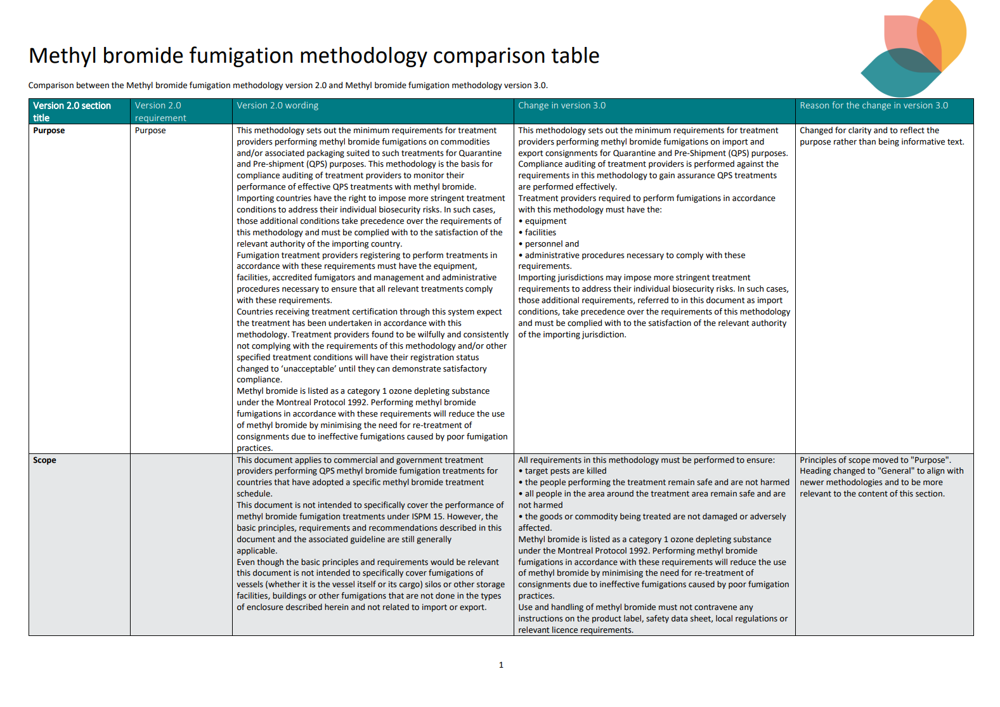 Methyl bromide fumigation methodology comparison table
Comparison between the Methyl bromide fumigation methodology version 2.0 and Methyl bromide fumigation methodology version 3.0.
Version 2.0 section
title
Version 2.0
requirement
Version 2.0 wording
Change in version 3.0
Reason for the change in version 3.0
Purpose
Purpose
This methodology sets out the minimum requirements for treatment
providers performing methyl bromide fumigations on commodities
and/or associated packaging suited to such treatments for Quarantine
and Pre-shipment (QPS) purposes. This methodology is the basis for
compliance auditing of treatment providers to monitor their
performance of effective QPS treatments with methyl bromide.
Importing countries have the right to impose more stringent treatment
conditions to address their individual biosecurity risks. In such cases,
those additional conditions take precedence over the requirements of
this methodology and must be complied with to the satisfaction of the
relevant authority of the importing country.
Fumigation treatment providers registering to perform treatments in
accordance with these requirements must have the equipment,
facilities, accredited fumigators and management and administrative
procedures necessary to ensure that all relevant treatments comply
with these requirements.
Countries receiving treatment certification through this system expect
the treatment has been undertaken in accordance with this
methodology. Treatment providers found to be wilfully and consistently
not complying with the requirements of this methodology and/or other
specified treatment conditions will have their registration status
changed to ‘unacceptable’ until they can demonstrate satisfactory
compliance.
Methyl bromide is listed as a category 1 ozone depleting substance
under the Montreal Protocol 1992. Performing methyl bromide
fumigations in accordance with these requirements will reduce the use
of methyl bromide by minimising the need for re-treatment of
consignments due to ineffective fumigations caused by poor fumigation
practices.
This methodology sets out the minimum requirements for treatment
providers performing methyl bromide fumigations on import and
export consignments for Quarantine and Pre-Shipment (QPS) purposes.
Compliance auditing of treatment providers is performed against the
requirements in this methodology to gain assurance QPS treatments
are performed effectively.
Treatment providers required to perform fumigations in accordance
with this methodology must have the:
• equipment
• facilities
• personnel and
• administrative procedures necessary to comply with these
requirements.
Importing jurisdictions may impose more stringent treatment
requirements to address their individual biosecurity risks. In such cases,
those additional requirements, referred to in this document as import
conditions, take precedence over the requirements of this methodology
and must be complied with to the satisfaction of the relevant authority
of the importing jurisdiction.
Changed for clarity and to reflect the
purpose rather than being informative text.
Scope
This document applies to commercial and government treatment
providers performing QPS methyl bromide fumigation treatments for
countries that have adopted a specific methyl bromide treatment
schedule.
This document is not intended to specifically cover the performance of
methyl bromide fumigation treatments under ISPM 15. However, the
basic principles, requirements and recommendations described in this
document and the associated guideline are still generally
applicable.
Even though the basic principles and requirements would be relevant
this document is not intended to specifically cover fumigations of
vessels (whether it is the vessel itself or its cargo) silos or other storage
facilities, buildings or other fumigations that are not done in the types
of enclosure described herein and not related to import or export.
All requirements in this methodology must be performed to ensure:
• target pests are killed
• the people performing the treatment remain safe and are not harmed
• all people in the area around the treatment area remain safe and are
not harmed
• the goods or commodity being treated are not damaged or adversely
affected.
Methyl bromide is listed as a category 1 ozone depleting substance
under the Montreal Protocol 1992. Performing methyl bromide
fumigations in accordance with these requirements will reduce the use
of methyl bromide by minimising the need for re-treatment of
consignments due to ineffective fumigations caused by poor fumigation
practices.
Use and handling of methyl bromide must not contravene any
instructions on the product label, safety data sheet, local regulations or
relevant licence requirements.
Principles of scope moved to "Purpose".
Heading changed to "General" to align with
newer methodologies and to be more
relevant to the content of this section.
1